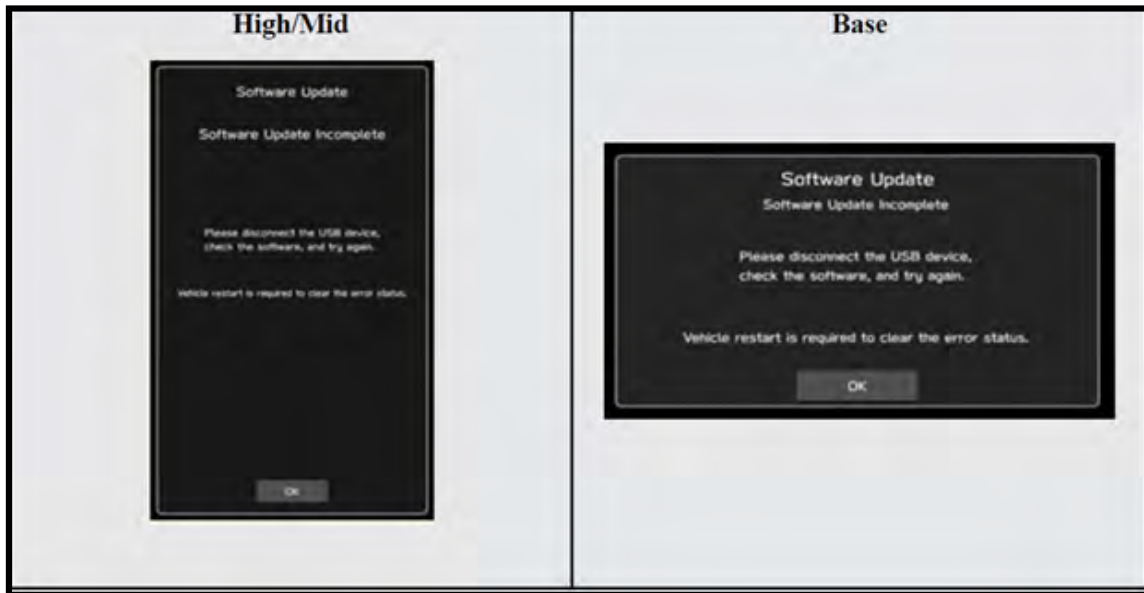 High/Mid
Software Update
Software Update Incomplete
Please disconnect the USB device,
check the software, and try again.
Vehicle restart is required to clear the error status.
OK
Base
Software Update
Software Update Incomplete
Please disconnect the USB device,
check the software, and try again.
Vehicle restart is required to clear the error status.
OK